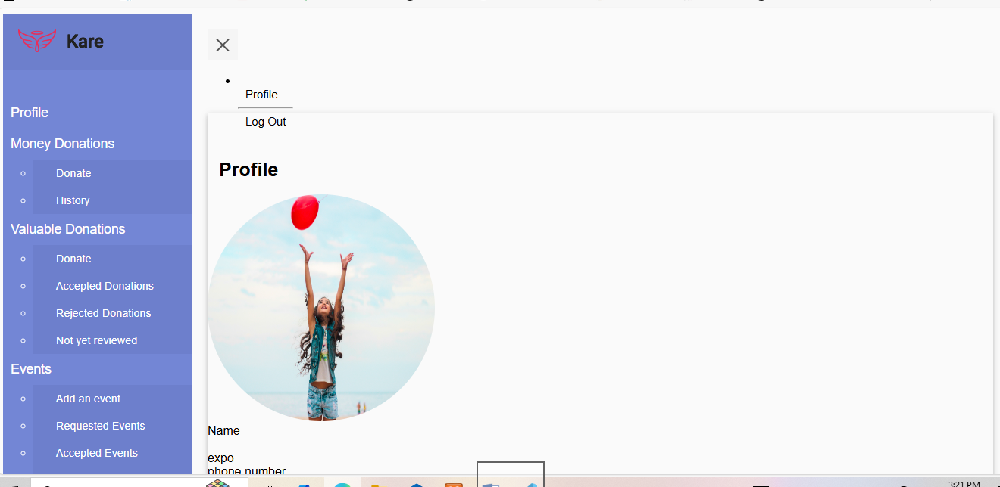 Kare
Profile
Money Donations
Donate
History
Valuable Donations
Donate
Accepted Donations
Rejected Donations
Not yet reviewed
Events
Add an event
Requested Events
Accepted Events
Profile
Log Out
Profile
Name
:
expo
phone number
3:21 PM